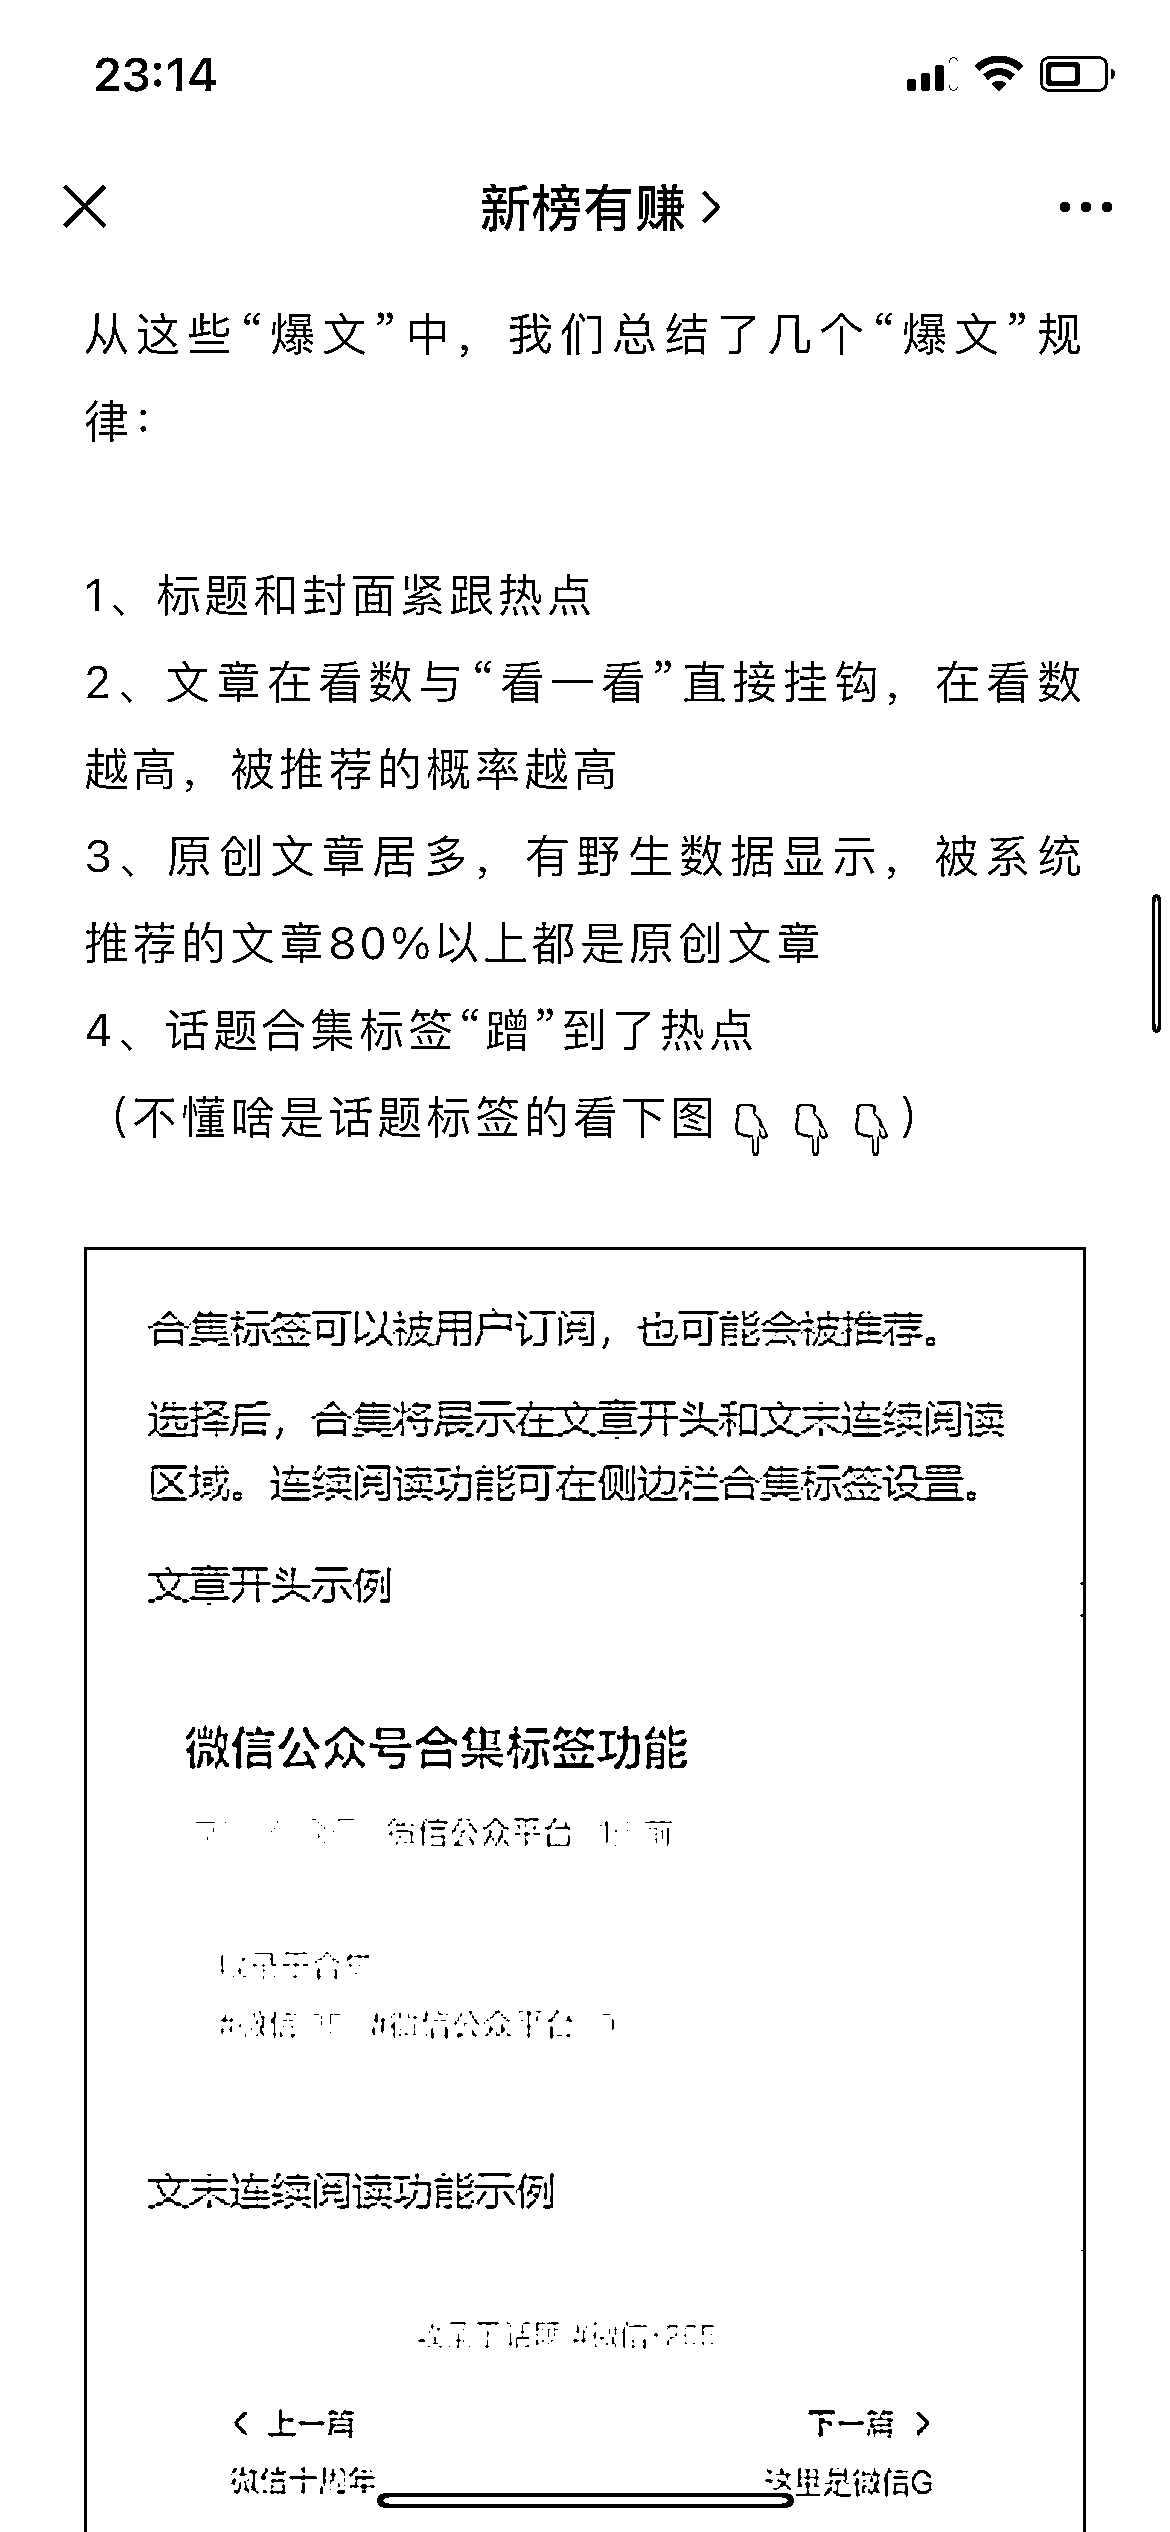 23:14
新榜有赚
从这些“爆文”中，我们总结了几个“爆文”规
律：
1、标题和封面紧跟热点
2、文章在看数与“看一看”直接挂钩，在看数
越高，被推荐的概率越高
3、原创文章居多，有野生数据显示，被系统
推荐的文章80%以上都是原创文章
4、话题合集标签“蹭”到了热点
（不懂啥是话题标签的看下图👇👇👇）
合集标签可以被用户订阅，也可能会被推荐。
选择后，合集将展示在文章开头和文末连续阅读
区域。连续阅读功能可在侧边栏合集标签设置。
文章开头示例
微信公众号合集标签功能
微信公众平台
文末连续阅读功能示例
上一篇 下一篇
微信十周年 这里是微信G